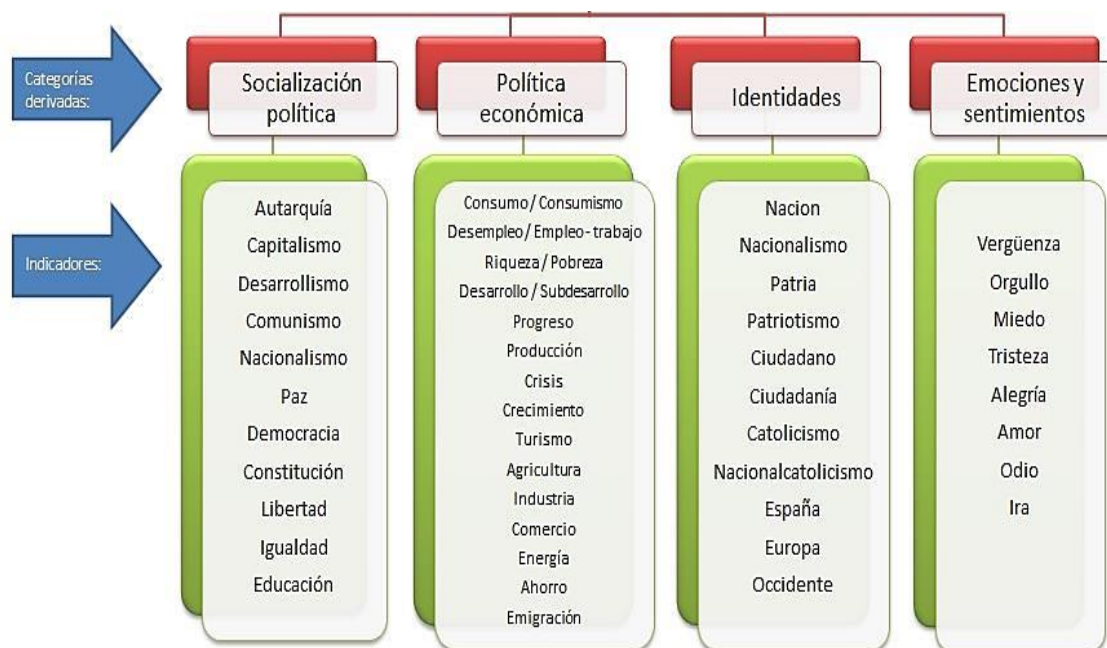 Categorías
derivadas:
Socialización
política
Política
económica
Identidades
Emociones y
sentimientos
Indicadores:
Autarquía
Capitalismo
Desarrollismo
Comunismo
Nacionalismo
Paz
Democracia
Constitución
Libertad
Igualdad
Educación
Consumo / Consumismo
Desempleo / Empleo - trabajo
Riqueza / Pobreza
Desarrollo / Subdesarrollo
Progreso
Producción
Crisis
Crecimiento
Turismo
Agricultura
Industria
Comercio
Energía
Ahorro
Emigración
Nacion
Nacionalismo
Patria
Patriotismo
Ciudadano
Ciudadanía
Catolicismo
Nacionalcatolicismo
España
Europa
Occidente
Vergüenza
Orgullo
Miedo
Tristeza
Alegría
Amor
Odio
Ira